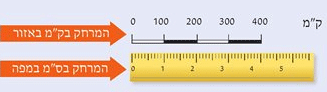 המרחק בק"מ באזור
0 100 200 300 400 ק"מ
המרחק בס"מ במפה
0 1 2 3 4 5